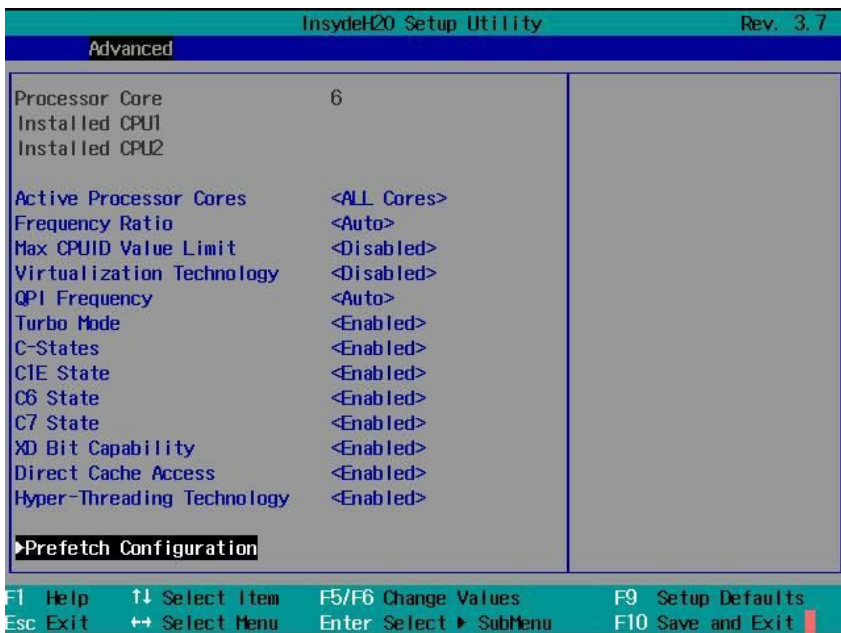 InsydeH2O Setup Utility Rev. 3.7
Advanced
Processor Core 6
Installed CPU1
Installed CPU2
Active Processor Cores <ALL Cores>
Frequency Ratio <Auto>
Max CPUID Value Limit <Disabled>
Virtualization Technology <Disabled>
QPI Frequency <Auto>
Turbo Mode <Enabled>
C-States <Enabled>
C1E State <Enabled>
C6 State <Enabled>
C7 State <Enabled>
XD Bit Capability <Enabled>
Direct Cache Access <Enabled>
Hyper-Threading Technology <Enabled>
►Prefetch Configuration
F1 Help ↑↓ Select Item F5/F6 Change Values F9 Setup Defaults
Esc Exit ↔ Select Menu Enter Select ► SubMenu F10 Save and Exit